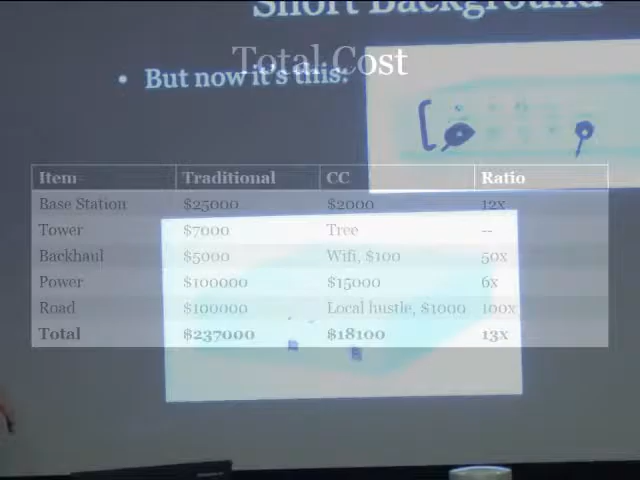 Short Background
Total Cost
• But now it's this:
Item Traditional CC Ratio
Base Station $25000 $2000 12x
Tower $7000 Tree --
Backhaul $5000 Wifi, $100 50x
Power $100000 $15000 6x
Road $100000 Local hustle, $1000 100x
Total $237000 $18100 13x